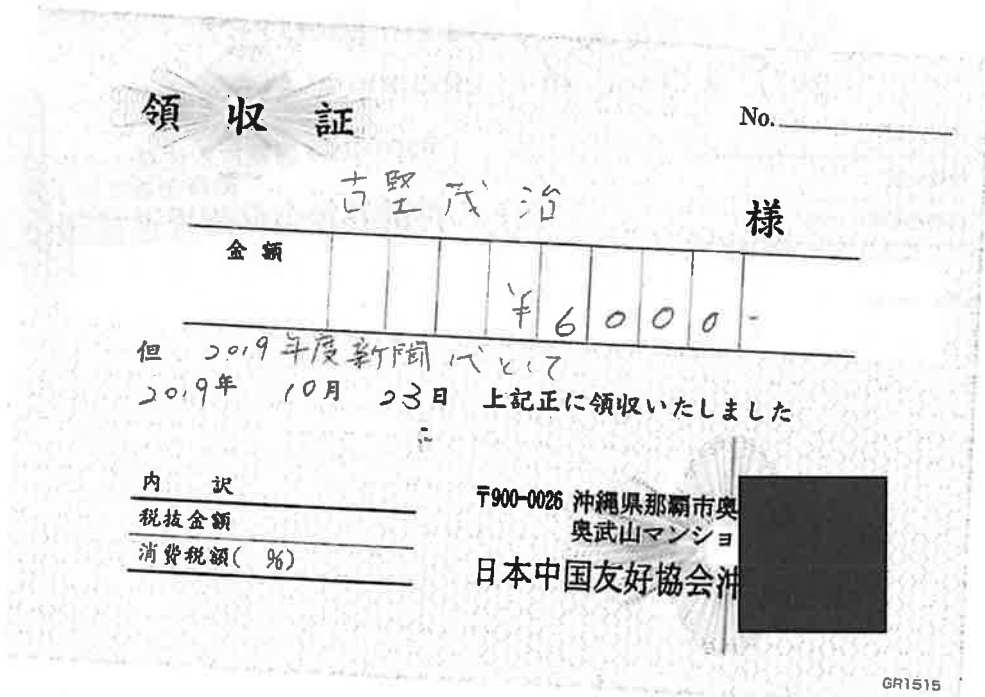 領 収 証
No.
古堅茂治 様
金 額
¥6000-
但 2019年度新聞代として
2019年 10月 23日 上記正に領収いたしました
内 訳
税抜金額
消費税額( %)
〒900-0026 沖縄県那覇市奥
奥武山マンショ
日本中国友好協会沖
GR1515